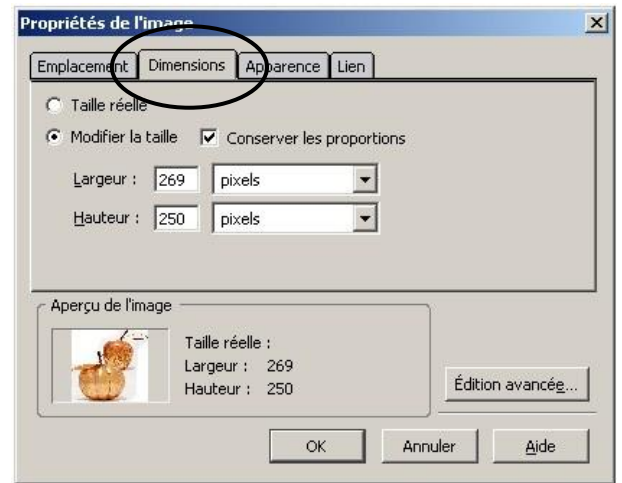 Propriétés de l'image
Emplacement Dimensions Apparence Lien
Taille réelle
Modifier la taille Conserver les proportions
Largeur : 269 pixels
Hauteur : 250 pixels
Aperçu de l'image
Taille réelle :
Largeur : 269
Hauteur : 250
Édition avancée...
OK Annuler Aide